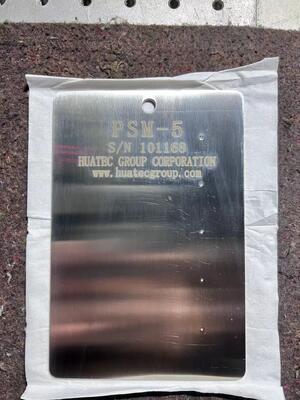 PSM-5
S/N 101168
HUATEC GROUP CORPORATION
www.huatecgroup.com